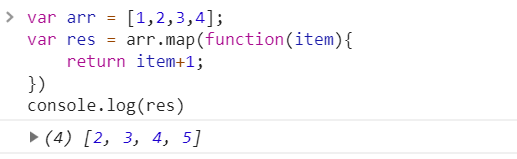 > var arr = [1,2,3,4];
var res = arr.map(function(item){
    return item+1;
})
console.log(res)
▶ (4) [2, 3, 4, 5]